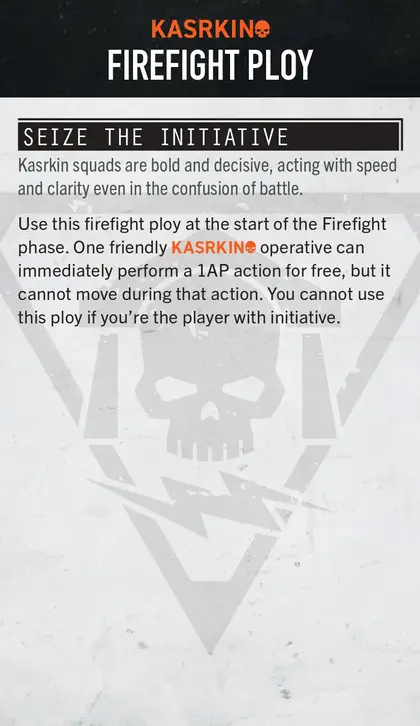 KASRKIN
FIREFIGHT PLOY
SEIZE THE INITIATIVE
Kasrkin squads are bold and decisive, acting with speed
and clarity even in the confusion of battle.
Use this firefight ploy at the start of the Firefight
phase. One friendly KASRKIN operative can
immediately perform a 1AP action for free, but it
cannot move during that action. You cannot use
this ploy if you’re the player with initiative.